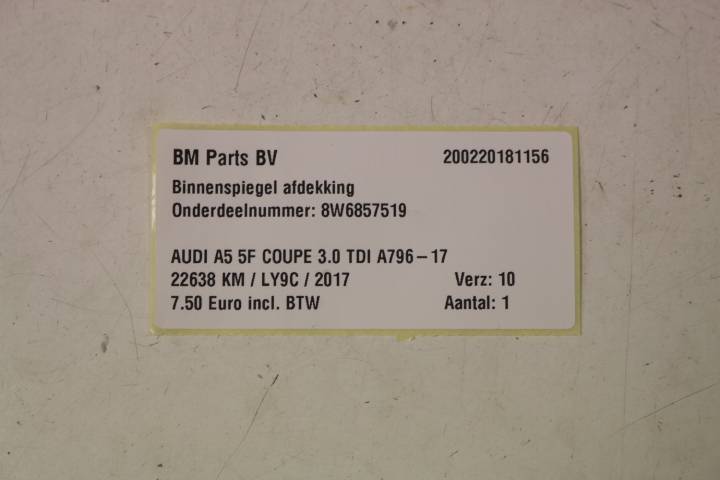 BM Parts BV 200220181156
Binnenspiegel afdekking
Onderdeelnummer: 8W6857519
AUDI A5 5F COUPE 3.0 TDI A796-17
22638 KM / LY9C / 2017 Verz: 10
7.50 Euro incl. BTW Aantal: 1